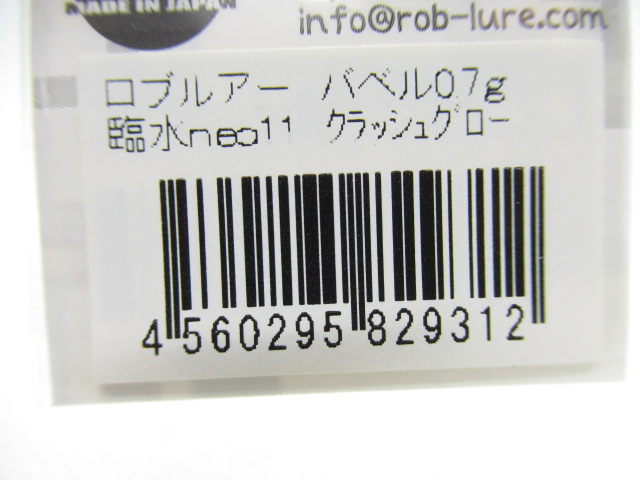 MADE IN JAPAN
info@rob-lure.com
ロブルアー バベル0.7g
臨水neo11 クラッシュグロー
4 560295 829312